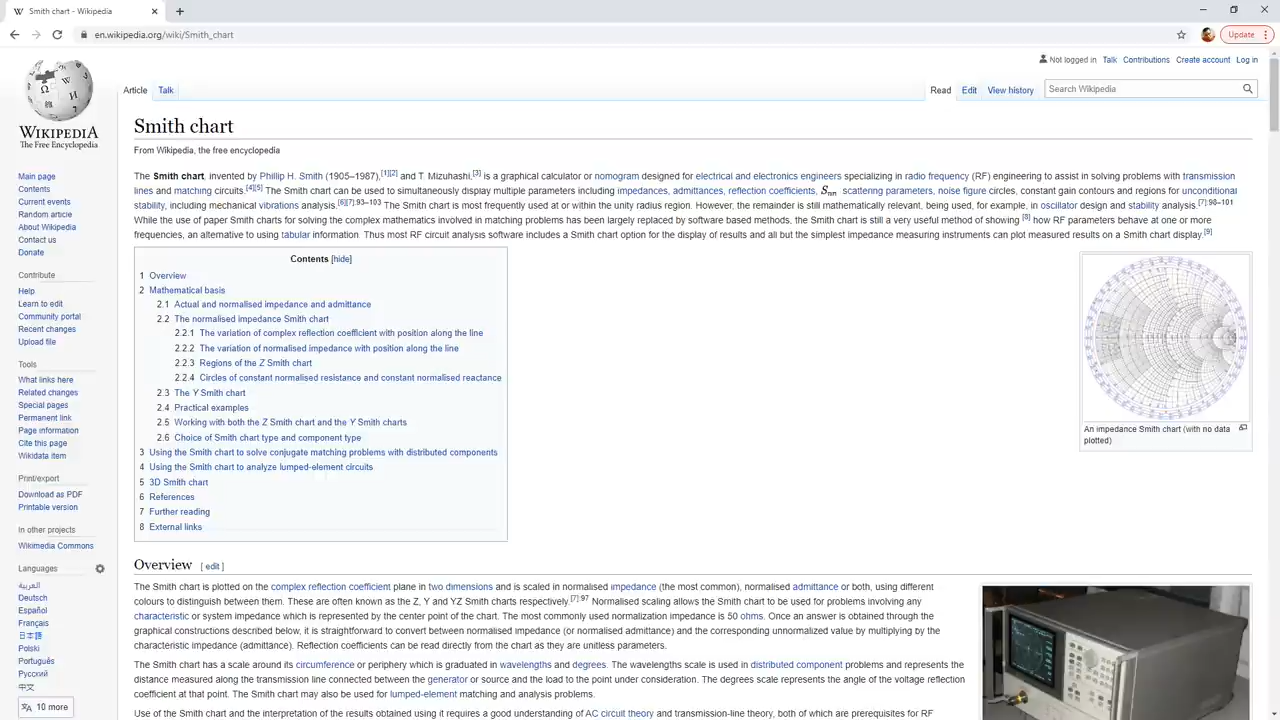 Smith chart - Wikipedia
en.wikipedia.org/wiki/Smith_chart
Update
Not logged in Talk Contributions Create account Log in
Article Talk Read Edit View history Search Wikipedia
WIKIPEDIA
The Free Encyclopedia
Main page
Contents
Current events
Random article
About Wikipedia
Contact us
Donate
Contribute
Help
Learn to edit
Community portal
Recent changes
Upload file
Tools
What links here
Related changes
Special pages
Permanent link
Page information
Cite this page
Wikidata item
Print/export
Download as PDF
Printable version
In other projects
Wikimedia Commons
Languages
العربية
Deutsch
Español
Français
日本語
Polski
Português
Русский
中文
10 more
Smith chart
From Wikipedia, the free encyclopedia
The Smith chart, invented by Phillip H. Smith (1905–1987),[1][2] and T. Mizuhashi,[3] is a graphical calculator or nomogram designed for electrical and electronics engineers specializing in radio frequency (RF) engineering to assist in solving problems with transmission
lines and matching circuits.[4][5] The Smith chart can be used to simultaneously display multiple parameters including impedances, admittances, reflection coefficients, Snn scattering parameters, noise figure circles, constant gain contours and regions for unconditional
stability, including mechanical vibrations analysis.[6][7]:93–103 The Smith chart is most frequently used at or within the unity radius region. However, the remainder is still mathematically relevant, being used, for example, in oscillator design and stability analysis.[7]:98–101
While the use of paper Smith charts for solving the complex mathematics involved in matching problems has been largely replaced by software based methods, the Smith chart is still a very useful method of showing [8] how RF parameters behave at one or more
frequencies, an alternative to using tabular information. Thus most RF circuit analysis software includes a Smith chart option for the display of results and all but the simplest impedance measuring instruments can plot measured results on a Smith chart display.[9]
Contents [hide]
1 Overview
2 Mathematical basis
2.1 Actual and normalised impedance and admittance
2.2 The normalised impedance Smith chart
2.2.1 The variation of complex reflection coefficient with position along the line
2.2.2 The variation of normalised impedance with position along the line
2.2.3 Regions of the Z Smith chart
2.2.4 Circles of constant normalised resistance and constant normalised reactance
2.3 The Y Smith chart
2.4 Practical examples
2.5 Working with both the Z Smith chart and the Y Smith charts
2.6 Choice of Smith chart type and component type
3 Using the Smith chart to solve conjugate matching problems with distributed components
4 Using the Smith chart to analyze lumped-element circuits
5 3D Smith chart
6 References
7 Further reading
8 External links
An impedance Smith chart (with no data
plotted)
Overview [ edit ]
The Smith chart is plotted on the complex reflection coefficient plane in two dimensions and is scaled in normalised impedance (the most common), normalised admittance or both, using different
colours to distinguish between them. These are often known as the Z, Y and YZ Smith charts respectively.[7]:97 Normalised scaling allows the Smith chart to be used for problems involving any
characteristic or system impedance which is represented by the center point of the chart. The most commonly used normalization impedance is 50 ohms. Once an answer is obtained through the
graphical constructions described below, it is straightforward to convert between normalised impedance (or normalised admittance) and the corresponding unnormalized value by multiplying by the
characteristic impedance (admittance). Reflection coefficients can be read directly from the chart as they are unitless parameters.
The Smith chart has a scale around its circumference or periphery which is graduated in wavelengths and degrees. The wavelengths scale is used in distributed component problems and represents the
distance measured along the transmission line connected between the generator or source and the load to the point under consideration. The degrees scale represents the angle of the voltage reflection
coefficient at that point. The Smith chart may also be used for lumped-element matching and analysis problems.
Use of the Smith chart and the interpretation of the results obtained using it requires a good understanding of AC circuit theory and transmission-line theory, both of which are prerequisites for RF